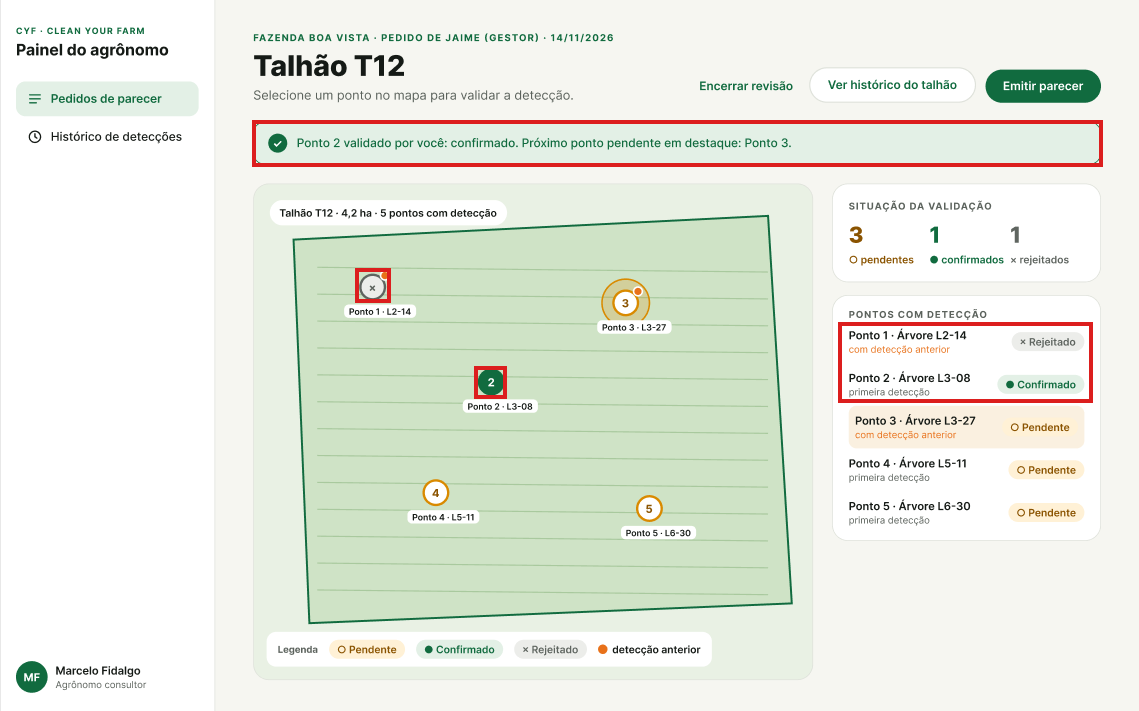 CYF · CLEAN YOUR FARM
Painel do agrônomo
Pedidos de parecer
Histórico de detecções
MF
Marcelo Fidalgo
Agrônomo consultor
FAZENDA BOA VISTA · PEDIDO DE JAIME (GESTOR) · 14/11/2026
Talhão T12
Selecione um ponto no mapa para validar a detecção.
Encerrar revisão
Ver histórico do talhão
Emitir parecer
Ponto 2 validado por você: confirmado. Próximo ponto pendente em destaque: Ponto 3.
Talhão T12 · 4,2 ha · 5 pontos com detecção
×
Ponto 1 · L2-14
3
Ponto 3 · L3-27
2
Ponto 2 · L3-08
4
Ponto 4 · L5-11
5
Ponto 5 · L6-30
Legenda
Pendente
Confirmado
× Rejeitado
detecção anterior
SITUAÇÃO DA VALIDAÇÃO
3 1 1
pendentes confirmados × rejeitados
PONTOS COM DETECÇÃO
Ponto 1 · Árvore L2-14
com detecção anterior
× Rejeitado
Ponto 2 · Árvore L3-08
primeira detecção
Confirmado
Ponto 3 · Árvore L3-27
com detecção anterior
Pendente
Ponto 4 · Árvore L5-11
primeira detecção
Pendente
Ponto 5 · Árvore L6-30
primeira detecção
Pendente